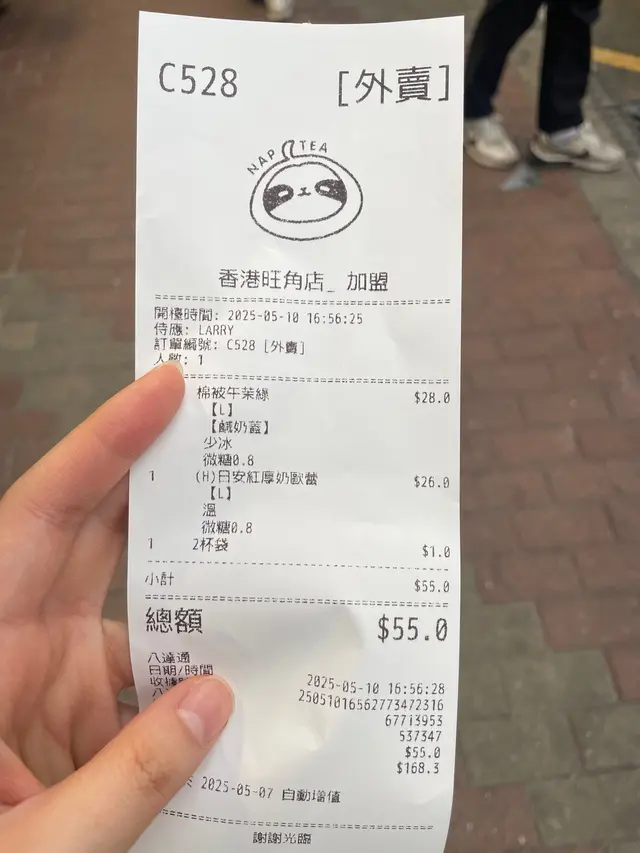 C528 [外賣]
NAP TEA
香港旺角店_ 加盟
開檯時間: 2025-05-10 16:56:25
侍應: LARRY
訂單編號: C528 [外賣]
人數: 1
棉被午茉綠 $28.0
【L】
【鹹奶蓋】
少冰
微糖0.8
1 (H)日安紅厚奶歐蕾 $26.0
【L】
溫
微糖0.8
1 2杯袋 $1.0
小計 $55.0
總額 $55.0
八達通
日期/時間 2025-05-10 16:56:28
收據 25051016562773472316
八 67713953
537347
$55.0
$168.3
2025-05-07 自動增值
謝謝光臨